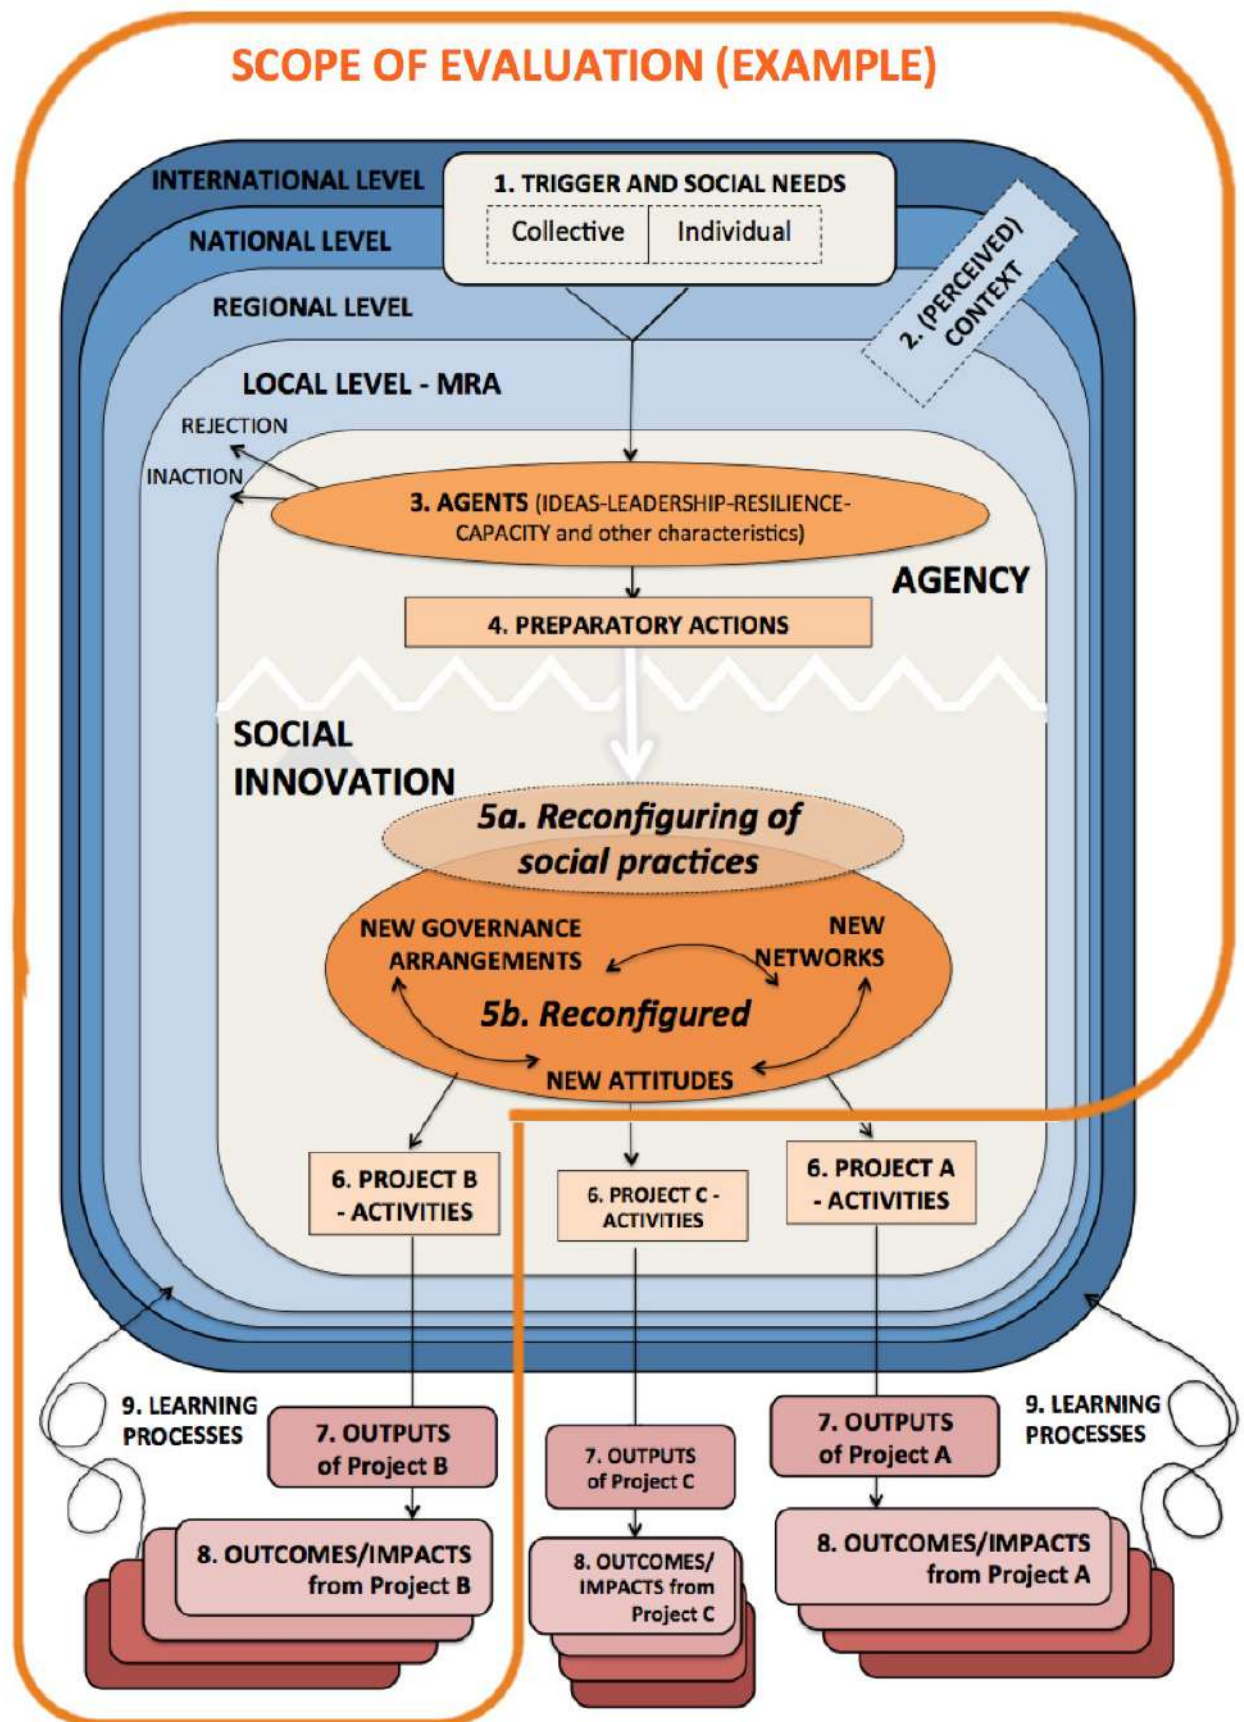 SCOPE OF EVALUATION (EXAMPLE)
INTERNATIONAL LEVEL
1. TRIGGER AND SOCIAL NEEDS
Collective
Individual
NATIONAL LEVEL
2. (PERCEIVED)
CONTEXT
REGIONAL LEVEL
LOCAL LEVEL - MRA
REJECTION
INACTION
3. AGENTS (IDEAS-LEADERSHIP-RESILIENCE-
CAPACITY and other characteristics)
AGENCY
4. PREPARATORY ACTIONS
SOCIAL
INNOVATION
5a. Reconfiguring of
social practices
NEW GOVERNANCE
ARRANGEMENTS
NEW
NETWORKS
5b. Reconfigured
NEW ATTITUDES
6. PROJECT B
- ACTIVITIES
6. PROJECT C -
ACTIVITIES
6. PROJECT A
- ACTIVITIES
9. LEARNING
PROCESSES
7. OUTPUTS
of Project B
7. OUTPUTS
of Project C
7. OUTPUTS
of Project A
9. LEARNING
PROCESSES
8. OUTCOMES/IMPACTS
from Project B
8. OUTCOMES/
IMPACTS from
Project C
8. OUTCOMES/IMPACTS
from Project A